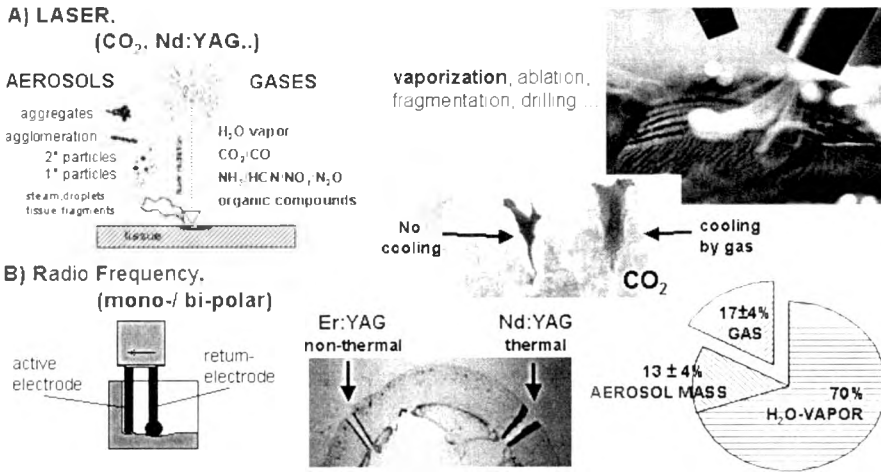 A) LASER.
(CO₂, Nd:YAG..)
AEROSOLS
GASES
aggregates
agglomeration
2° particles
1° particles
steam, droplets
tissue fragments
H₂O vapor
CO₂/CO
NH₃/HCN/NOₓ/N₂O
organic compounds
tissue
vaporization, ablation,
fragmentation, drilling ...
No
cooling
cooling
by gas
CO₂
B) Radio Frequency.
(mono-/ bi-polar)
active
electrode
return-
electrode
Er:YAG
non-thermal
Nd:YAG
thermal
17±4%
GAS
13 ± 4%
AEROSOL MASS
70%
H₂O-VAPOR